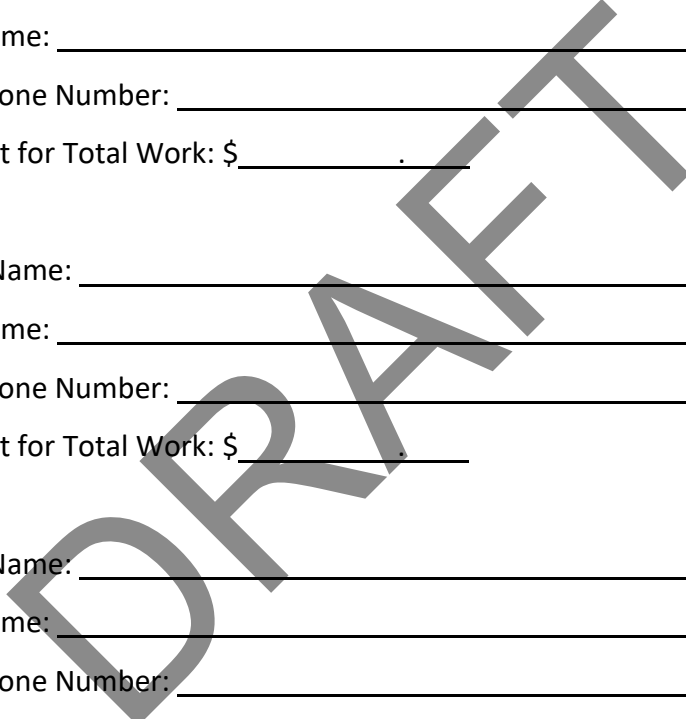 me:
one Number:
t for Total Work: $ .
Name:
me:
one Number:
t for Total Work: $ .
Name:
me:
one Number:
DRAFT